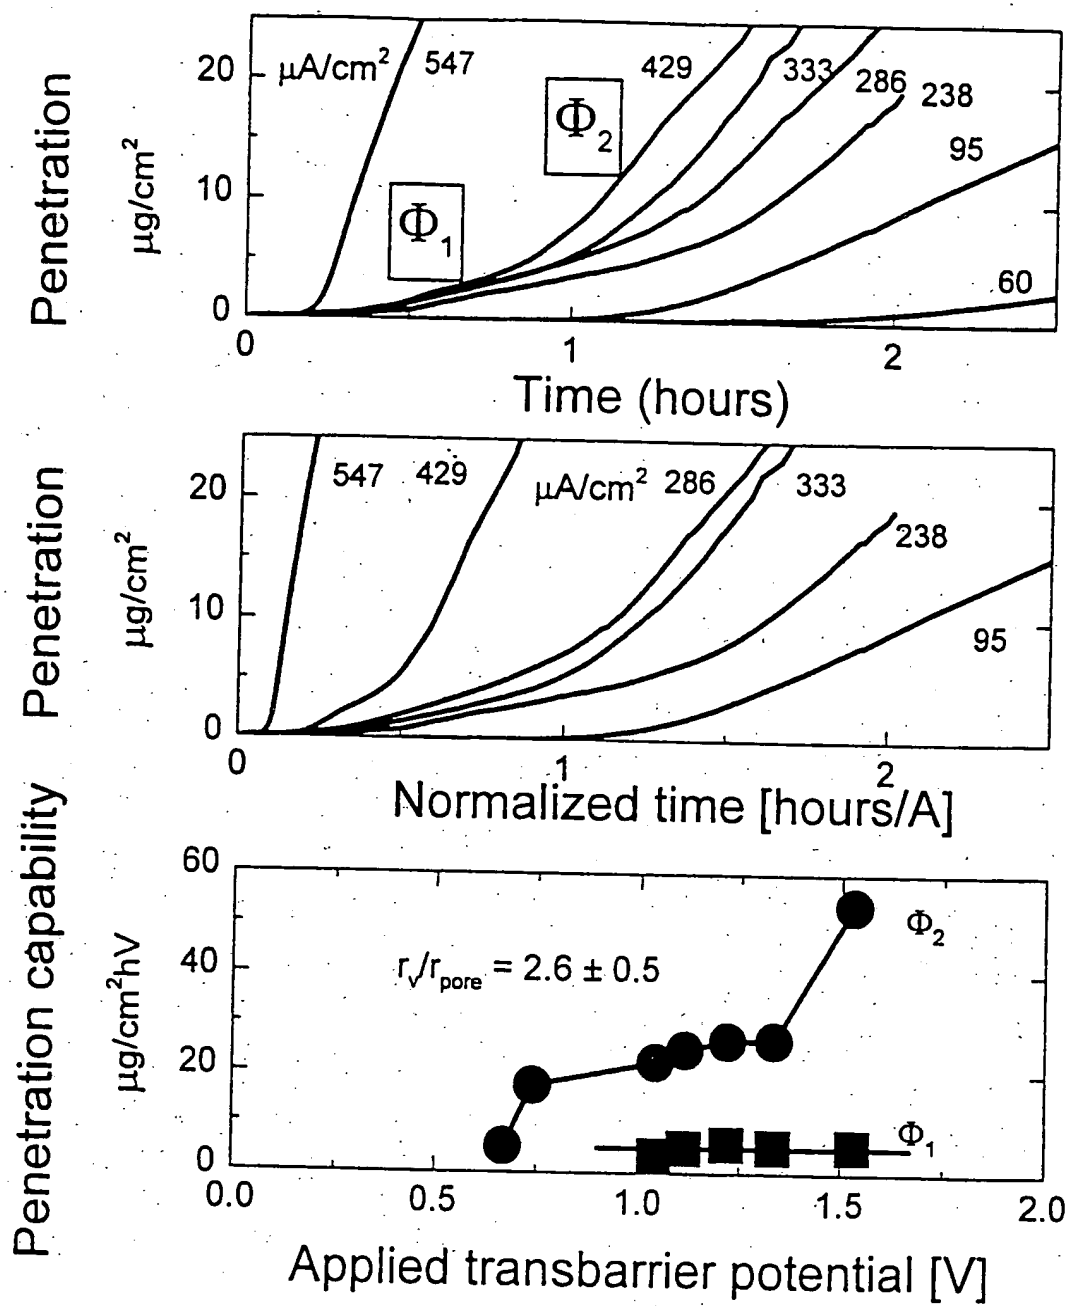 Penetration
μg/cm²
20
10
0
μA/cm²
547
429
333
286
238
95
60
Φ₂
Φ₁
0
1
2
Time (hours)
Penetration
μg/cm²
20
10
0
547
429
μA/cm²
286
333
238
95
0
1
2
Normalized time [hours/A]
Penetration capability
μg/cm²hV
60
40
20
0
rᵥ/r_pore = 2.6 ± 0.5
Φ₂
Φ₁
0.0
0.5
1.0
1.5
2.0
Applied transbarrier potential [V]